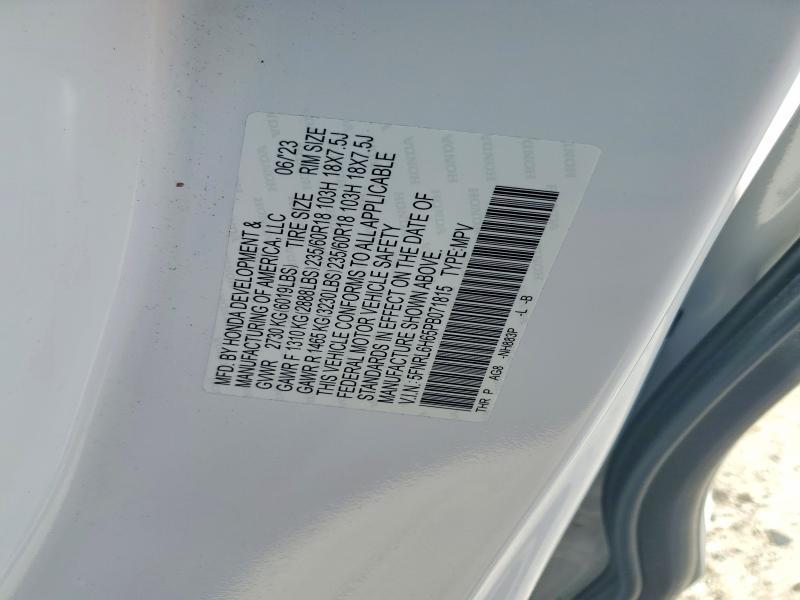 MFD. BY HONDA DEVELOPMENT &
MANUFACTURING OF AMERICA, LLC 06/23
GVWR 2730 KG (6019LBS) TIRE SIZE RIM SIZE
GAWR F 1310 KG (2888LBS) 235/60R18 103H 18X7.5J
GAWR R 1465 KG (3230LBS) 235/60R18 103H 18X7.5J
THIS VEHICLE CONFORMS TO ALL APPLICABLE
FEDERAL MOTOR VEHICLE SAFETY
STANDARDS IN EFFECT ON THE DATE OF
MANUFACTURE SHOWN ABOVE.
V.I.N.: 5FNRL6H65PB071815 TYPE:MPV
THR P AG8 -NH883P -L -B